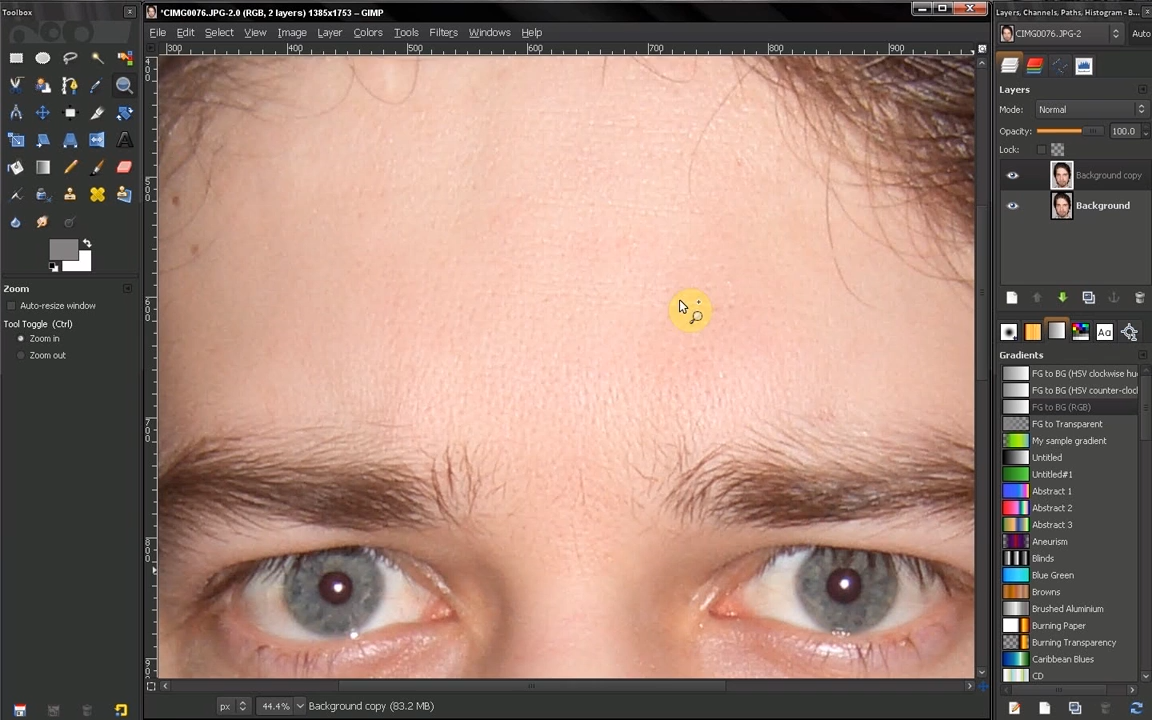 Toolbox
*CIMG0076.JPG-2.0 (RGB, 2 layers) 1385x1753 – GIMP
Layers, Channels, Paths, Histogram - B...
File Edit Select View Image Layer Colors Tools Filters Windows Help
CIMG0076.JPG-2
Auto
300 400 500 600 700 800 900
Layers
Mode: Normal
Opacity: 100.0
Lock:
Background copy
Background
Zoom
Auto-resize window
Tool Toggle (Ctrl)
Zoom in
Zoom out
Gradients
FG to BG (HSV clockwise hu
FG to BG (HSV counter-clock
FG to BG (RGB)
FG to Transparent
My sample gradient
Untitled
Untitled#1
Abstract 1
Abstract 2
Abstract 3
Aneurism
Blinds
Blue Green
Browns
Brushed Aluminium
Burning Paper
Burning Transparency
Caribbean Blues
CD
px 44.4% Background copy (83.2 MB)